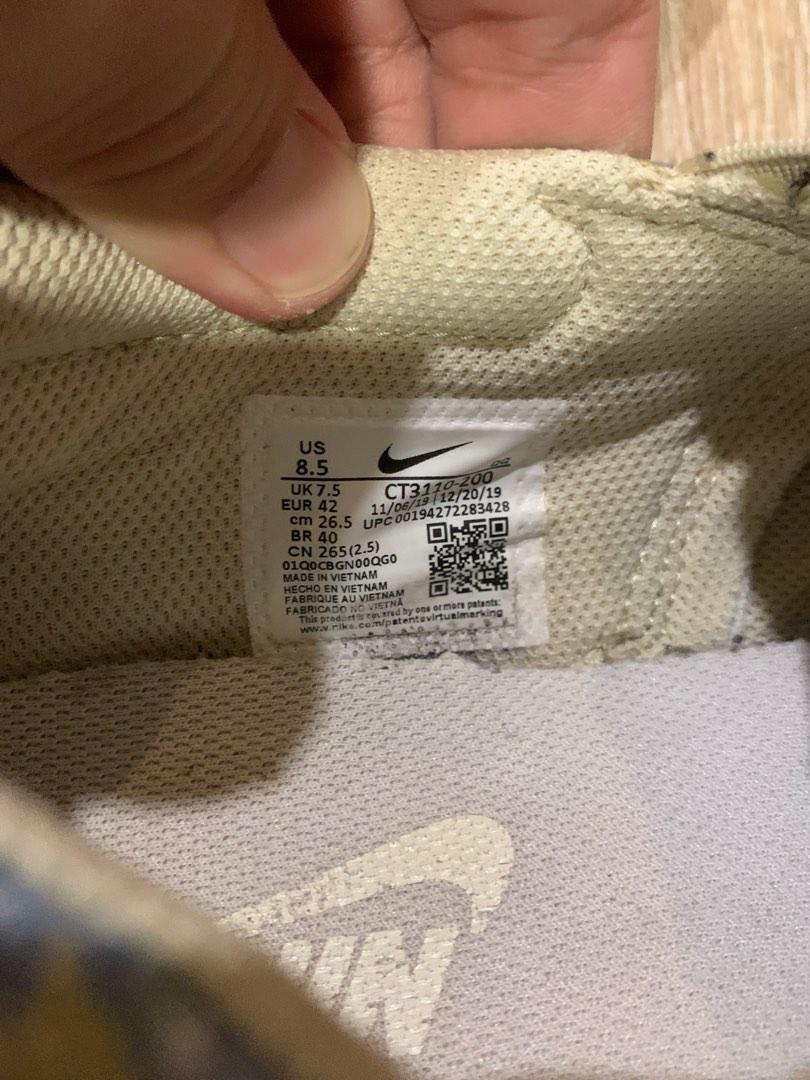 US
8.5
UK 7.5
EUR 42
cm 26.5
BR 40
CN 265(2.5)
CT3110-200
11/06/19 | 12/20/19
UPC 00194272283428
01Q0CBGN00QG0
MADE IN VIETNAM
HECHO EN VIETNAM
FABRIQUE AU VIETNAM
FABRICADO NO VIETNÃ
This product is covered by one or more patents:
www.nike.com/patentsvirtualmarking